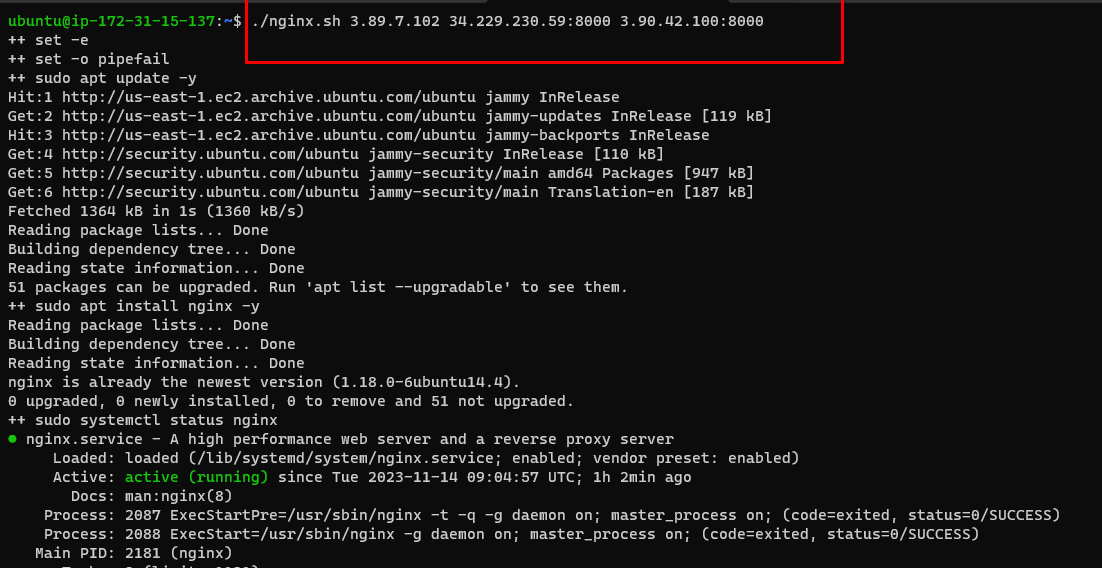 ubuntu@ip-172-31-15-137:~$ ./nginx.sh 3.89.7.102 34.229.230.59:8000 3.90.42.100:8000
++ set -e
++ set -o pipefail
++ sudo apt update -y
Hit:1 http://us-east-1.ec2.archive.ubuntu.com/ubuntu jammy InRelease
Get:2 http://us-east-1.ec2.archive.ubuntu.com/ubuntu jammy-updates InRelease [119 kB]
Hit:3 http://us-east-1.ec2.archive.ubuntu.com/ubuntu jammy-backports InRelease
Get:4 http://security.ubuntu.com/ubuntu jammy-security InRelease [110 kB]
Get:5 http://security.ubuntu.com/ubuntu jammy-security/main amd64 Packages [947 kB]
Get:6 http://security.ubuntu.com/ubuntu jammy-security/main Translation-en [187 kB]
Fetched 1364 kB in 1s (1360 kB/s)
Reading package lists... Done
Building dependency tree... Done
Reading state information... Done
51 packages can be upgraded. Run 'apt list --upgradable' to see them.
++ sudo apt install nginx -y
Reading package lists... Done
Building dependency tree... Done
Reading state information... Done
nginx is already the newest version (1.18.0-6ubuntu14.4).
0 upgraded, 0 newly installed, 0 to remove and 51 not upgraded.
++ sudo systemctl status nginx
● nginx.service - A high performance web server and a reverse proxy server
Loaded: loaded (/lib/systemd/system/nginx.service; enabled; vendor preset: enabled)
Active: active (running) since Tue 2023-11-14 09:04:57 UTC; 1h 2min ago
Docs: man:nginx(8)
Process: 2087 ExecStartPre=/usr/sbin/nginx -t -q -g daemon on; master_process on; (code=exited, status=0/SUCCESS)
Process: 2088 ExecStart=/usr/sbin/nginx -g daemon on; master_process on; (code=exited, status=0/SUCCESS)
Main PID: 2181 (nginx)